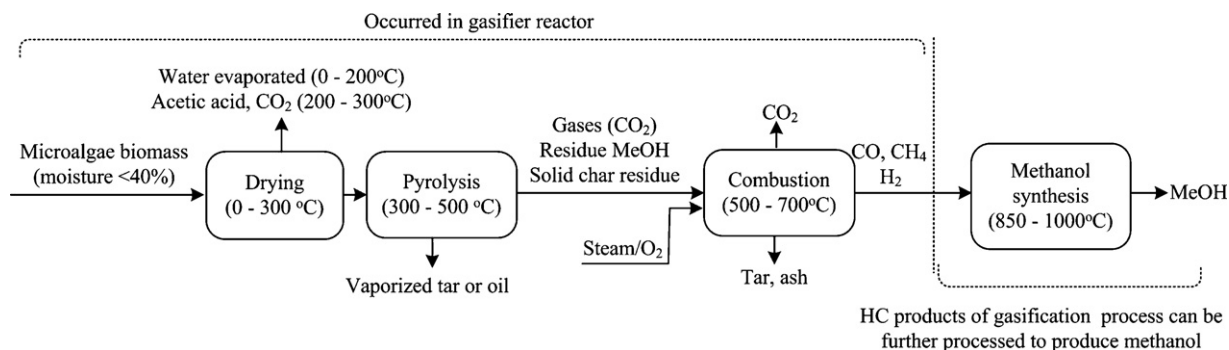 Occurred in gasifier reactor
Water evaporated (0 - 200°C)
Acetic acid, CO₂ (200 - 300°C)
Microalgae biomass
(moisture <40%)
Drying
(0 - 300 °C)
Pyrolysis
(300 - 500 °C)
Vaporized tar or oil
Gases (CO₂)
Residue MeOH
Solid char residue
Steam/O₂
CO₂
Combustion
(500 - 700°C)
Tar, ash
CO, CH₄
H₂
Methanol
synthesis
(850 - 1000°C)
MeOH
HC products of gasification process can be
further processed to produce methanol